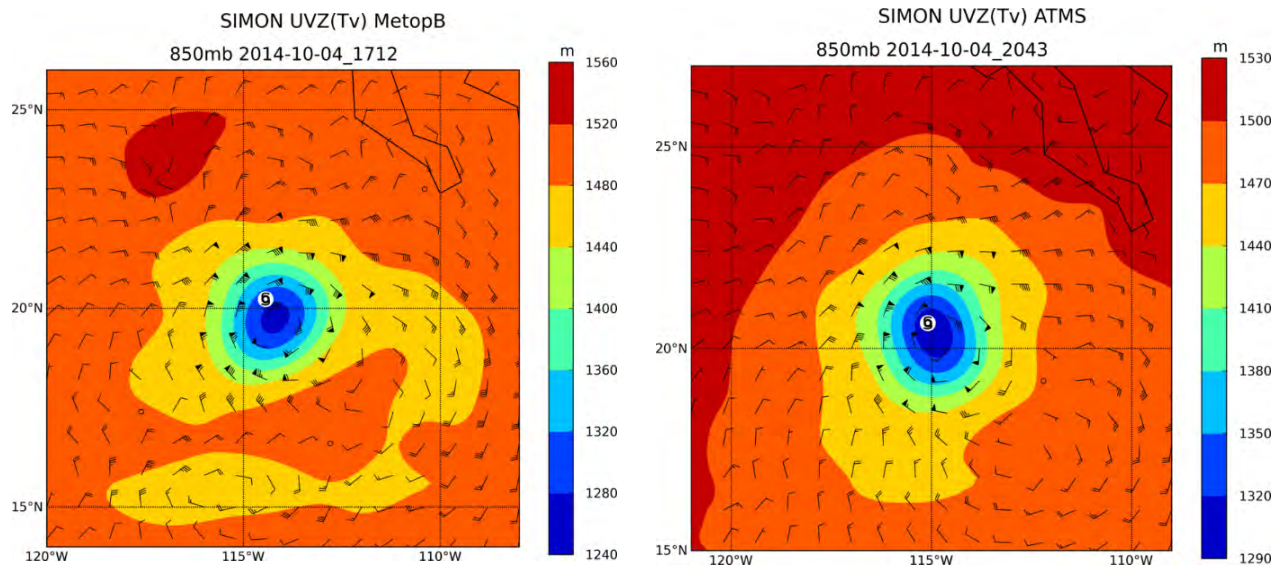 SIMON UVZ(Tv) MetopB
850mb 2014-10-04_1712
m
1560
1520
1480
1440
1400
1360
1320
1280
1240
25°N
20°N
15°N
120°W
115°W
110°W
SIMON UVZ(Tv) ATMS
850mb 2014-10-04_2043
m
1530
1500
1470
1440
1410
1380
1350
1320
1290
25°N
20°N
15°N
120°W
115°W
110°W